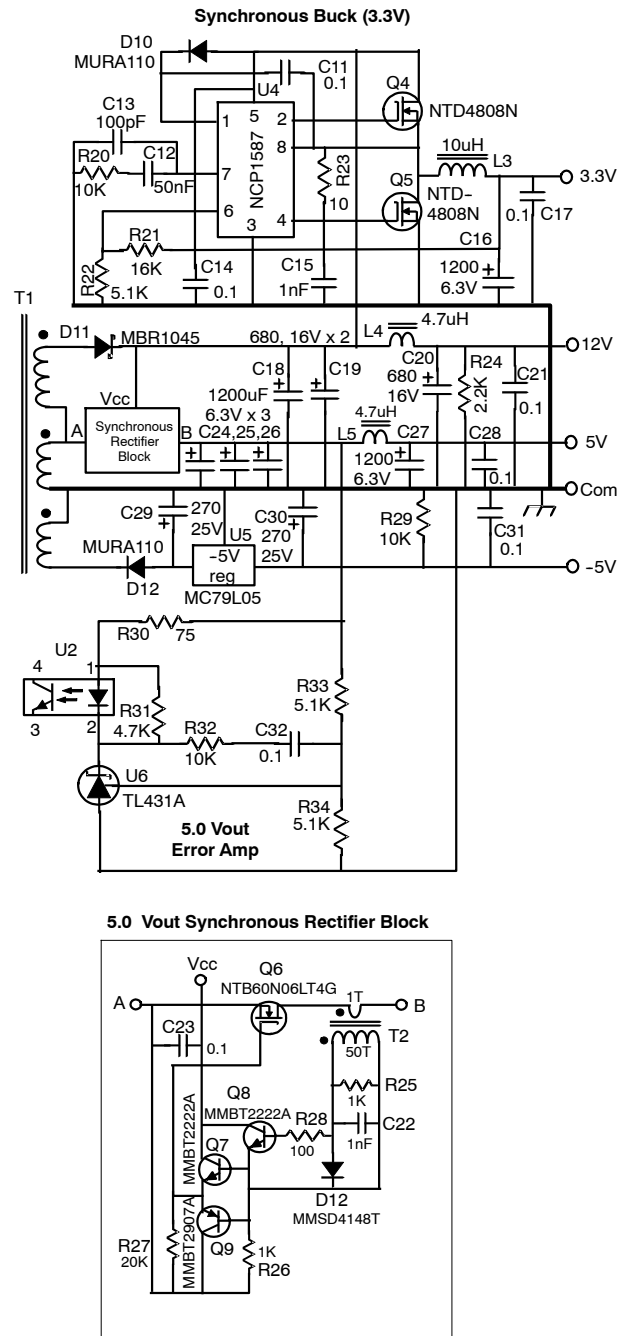 Synchronous Buck (3.3V)
D10
MURA110
C11
0.1
U4
Q4
NTD4808N
C13
100pF
R20
10K
C12
50nF
1
7
6
5
NCP1587
3
2
8
4
R23
10
Q5
NTD-
4808N
10uH
L3
3.3V
0.1
C17
C16
1200
6.3V
R21
16K
R22
5.1K
C14
0.1
C15
1nF
T1
D11
MBR1045
680, 16V x 2
L4
4.7uH
12V
C18
C19
1200uF
6.3V x 3
C24,25,26
C20
680
16V
R24
2.2K
C21
0.1
Vcc
A
Synchronous
Rectifier
Block
B
4.7uH
L5
C27
1200
6.3V
C28
0.1
5V
Com
C29
270
25V
U5
C30
270
25V
R29
10K
C31
0.1
MURA110
D12
-5V
reg
MC79L05
-5V
R30
75
U2
4
1
3
2
R31
4.7K
R32
10K
C32
0.1
R33
5.1K
U6
TL431A
R34
5.1K
5.0 Vout
Error Amp
5.0 Vout Synchronous Rectifier Block
Vcc
Q6
NTB60N06LT4G
A
1T
B
C23
0.1
T2
50T
R25
1K
Q8
MMBT2222A
R28
100
C22
1nF
MMBT2222A
Q7
D12
MMSD4148T
MMBT2907A
R27
20K
Q9
1K
R26